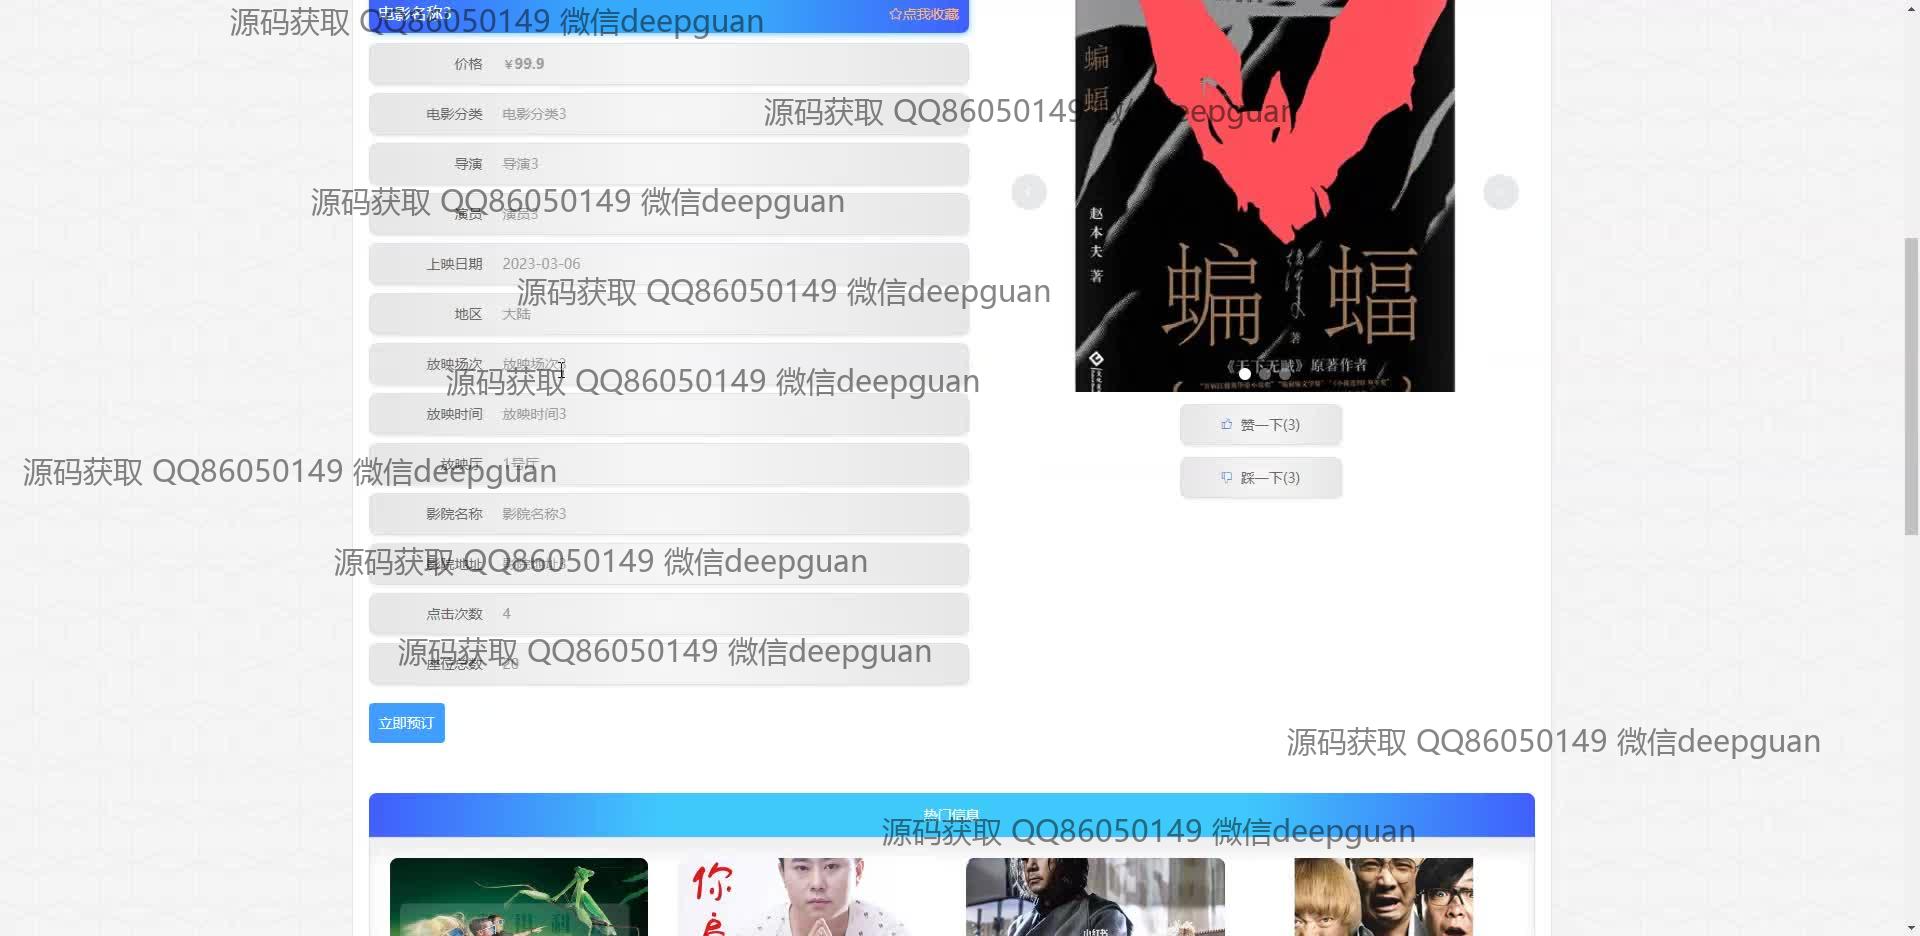 电影名称3 ☆点我收藏
源码获取 QQ86050149 微信deepguan
价格 ￥99.9
电影分类 电影分类3
源码获取 QQ86050149 微信deepguan
导演 导演3
源码获取 QQ86050149 微信deepguan
演员 演员3
上映日期 2023-03-06
源码获取 QQ86050149 微信deepguan
地区 大陆
放映场次 放映场次3
源码获取 QQ86050149 微信deepguan
放映时间 放映时间3
放映厅 1号厅
源码获取 QQ86050149 微信deepguan
影院名称 影院名称3
影院地址 影院地址3
源码获取 QQ86050149 微信deepguan
点击次数 4
源码获取 QQ86050149 微信deepguan
座位总数 20
立即预订
蝙蝠
赵本夫 著
蝙蝠
著
《天下无贼》原著作者
赞一下(3)
踩一下(3)
源码获取 QQ86050149 微信deepguan
热门信息
源码获取 QQ86050149 微信deepguan
你